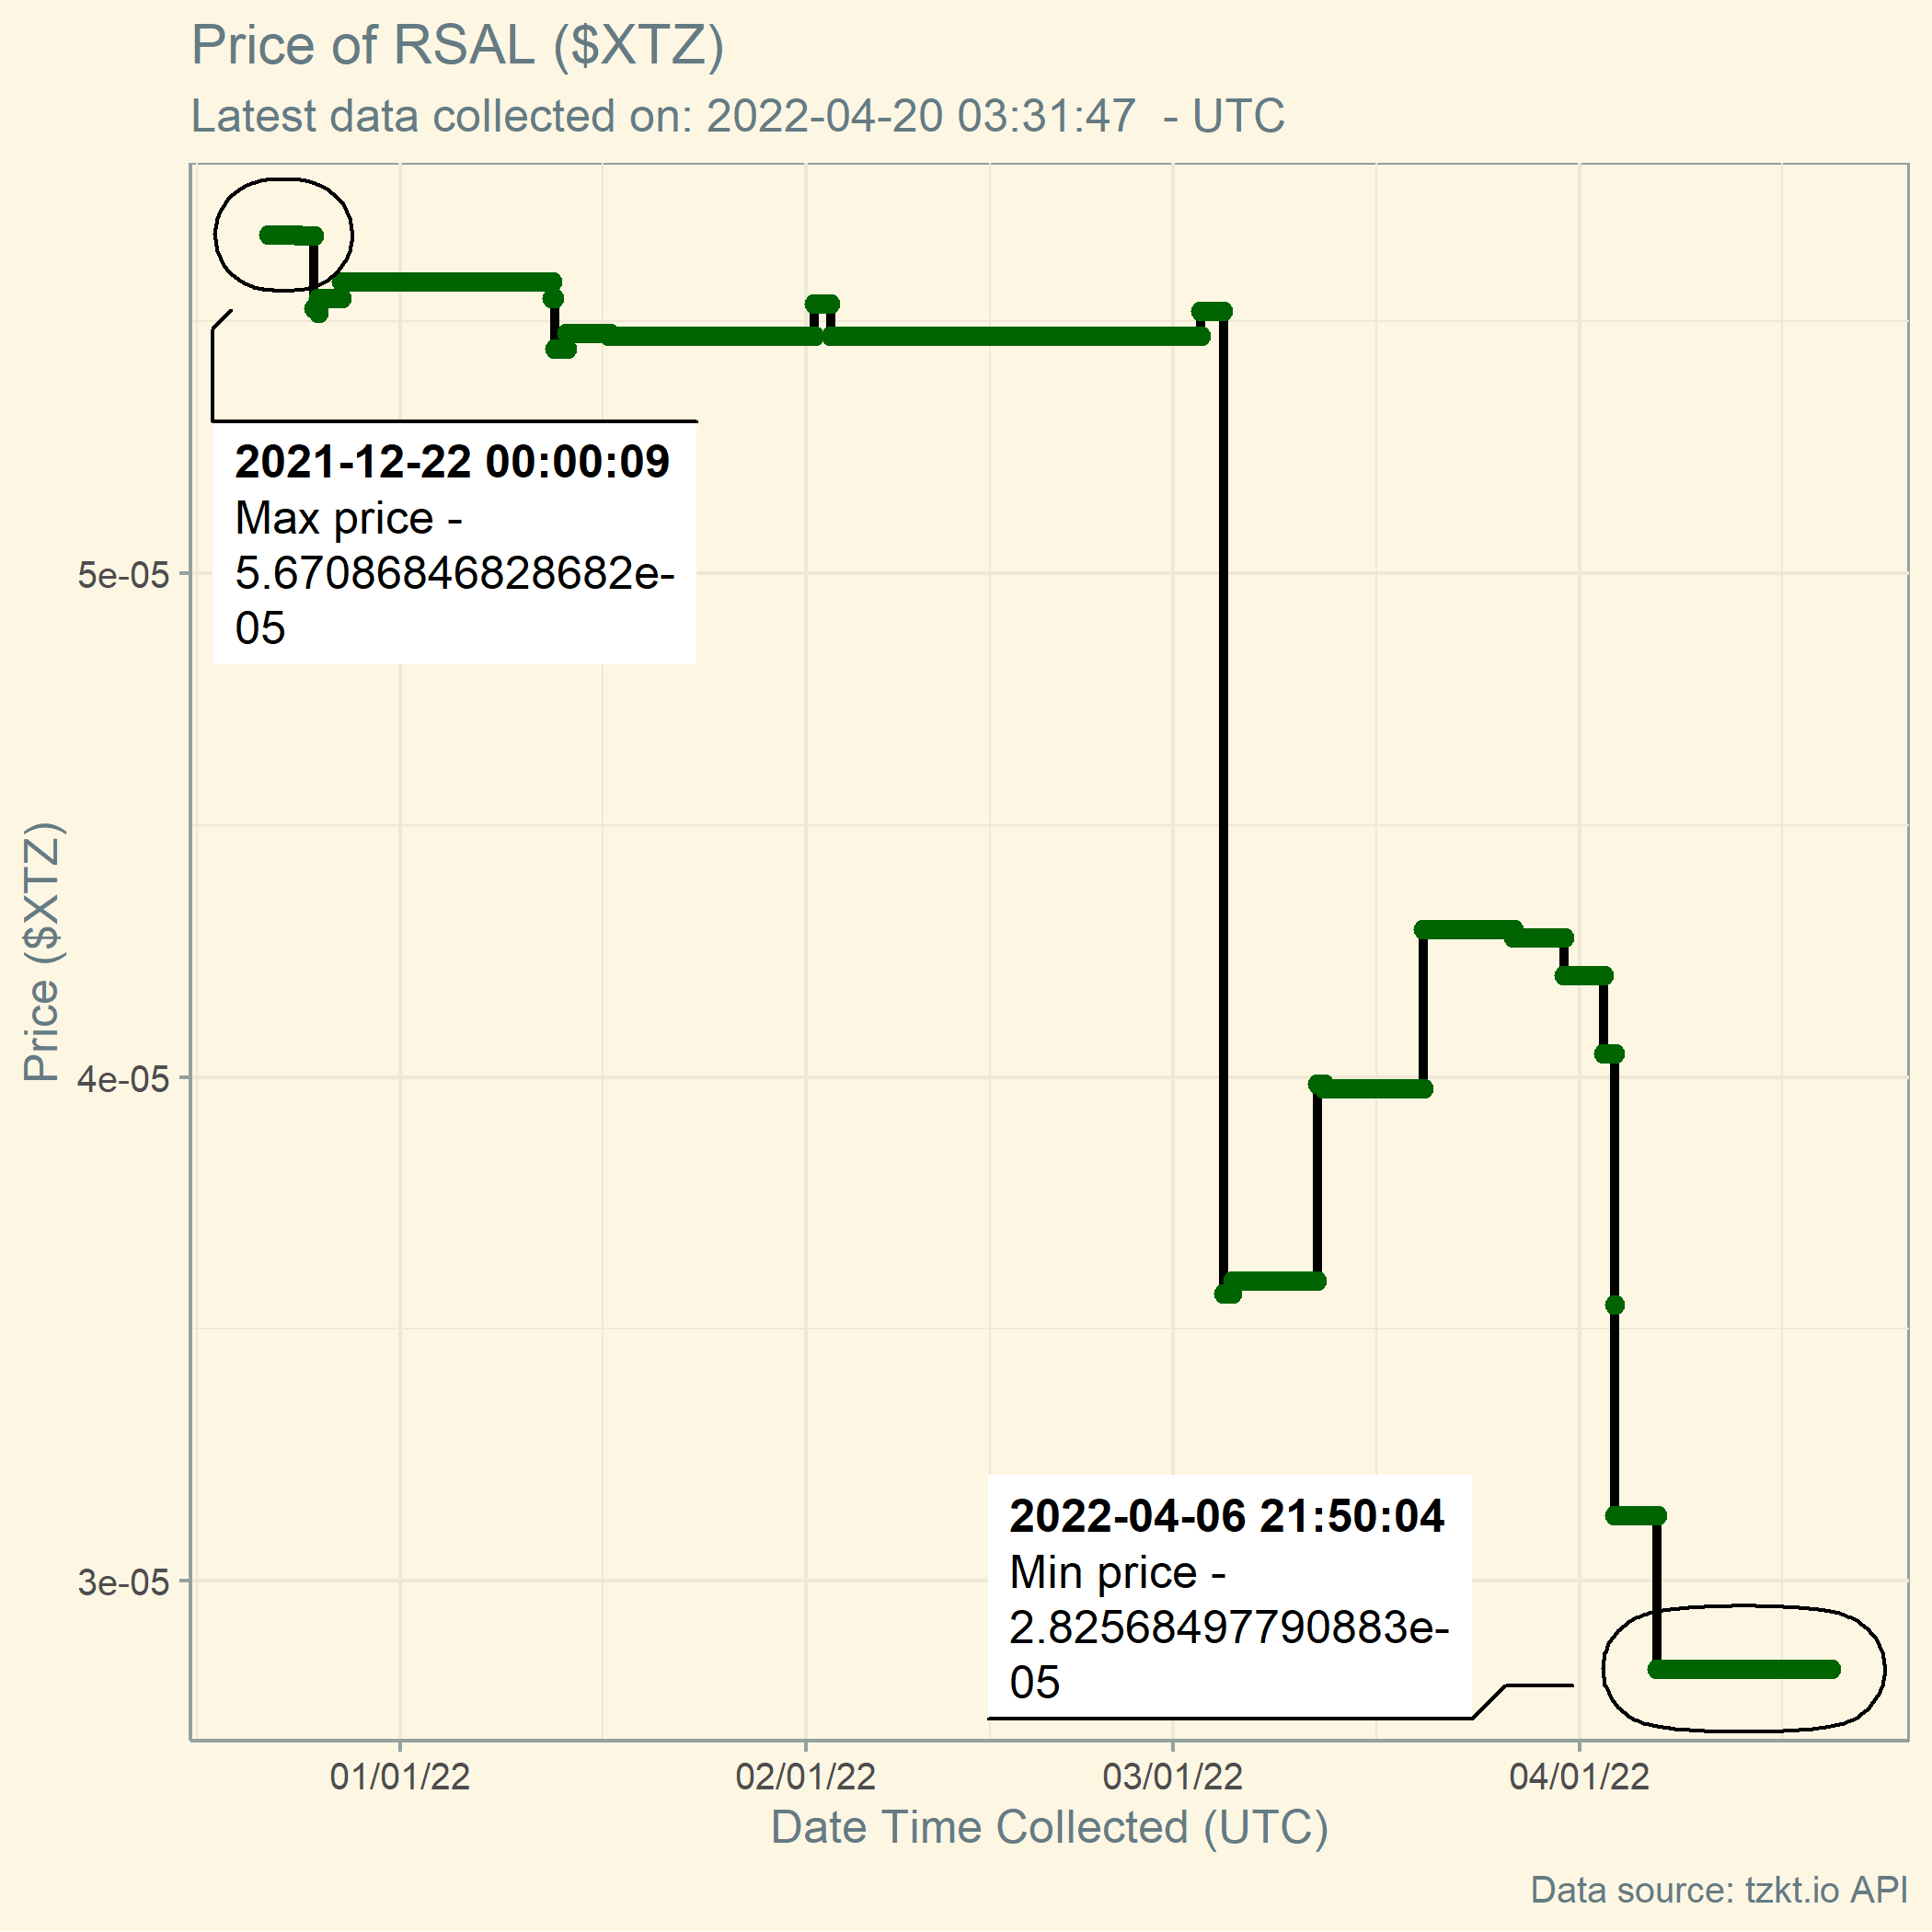 Price of RSAL ($XTZ)
Latest data collected on: 2022-04-20 03:31:47  - UTC
2021-12-22 00:00:09
Max price -
5.67086846828682e-
05
5e-05
Price ($XTZ)
4e-05
2022-04-06 21:50:04
Min price -
2.82568497790883e-
05
3e-05
01/01/22 02/01/22 03/01/22 04/01/22
Date Time Collected (UTC)
Data source: tzkt.io API